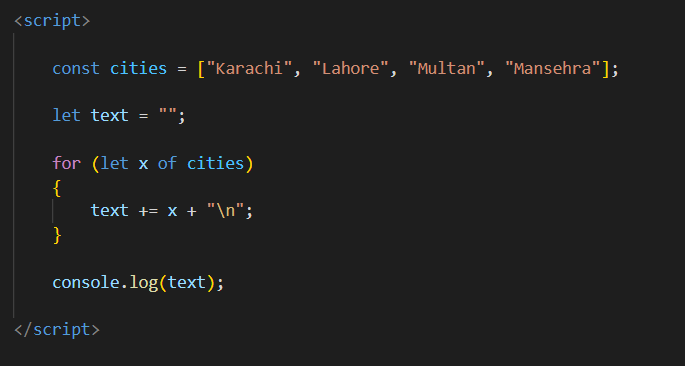 <script>
const cities = ["Karachi", "Lahore", "Multan", "Mansehra"];
let text = "";
for (let x of cities)
{
text += x + "\n";
}
console.log(text);
</script>